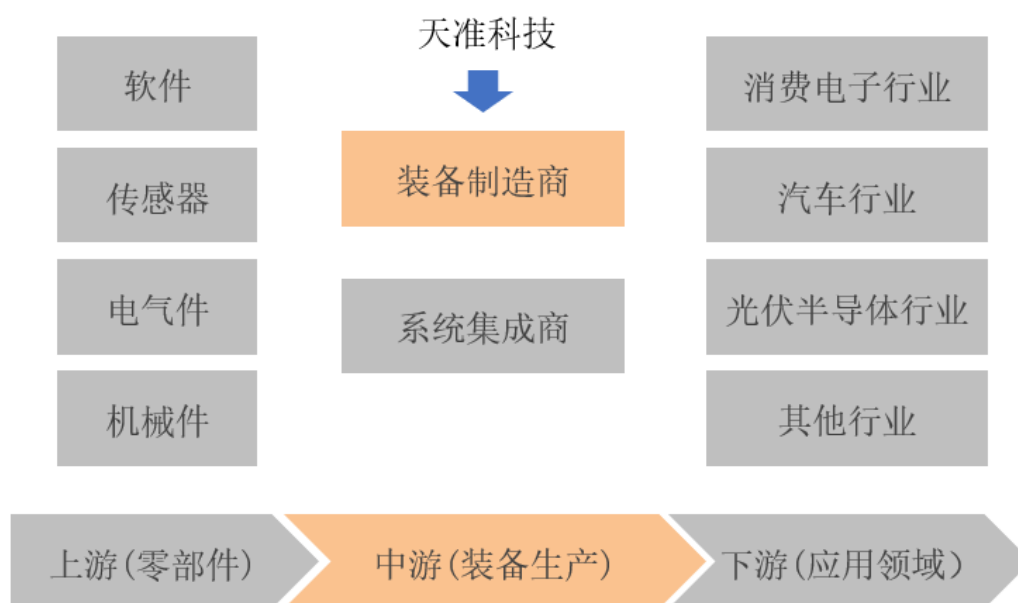 天准科技
软件
传感器
电气件
机械件
装备制造商
系统集成商
消费电子行业
汽车行业
光伏半导体行业
其他行业
上游(零部件)
中游(装备生产)
下游(应用领域）